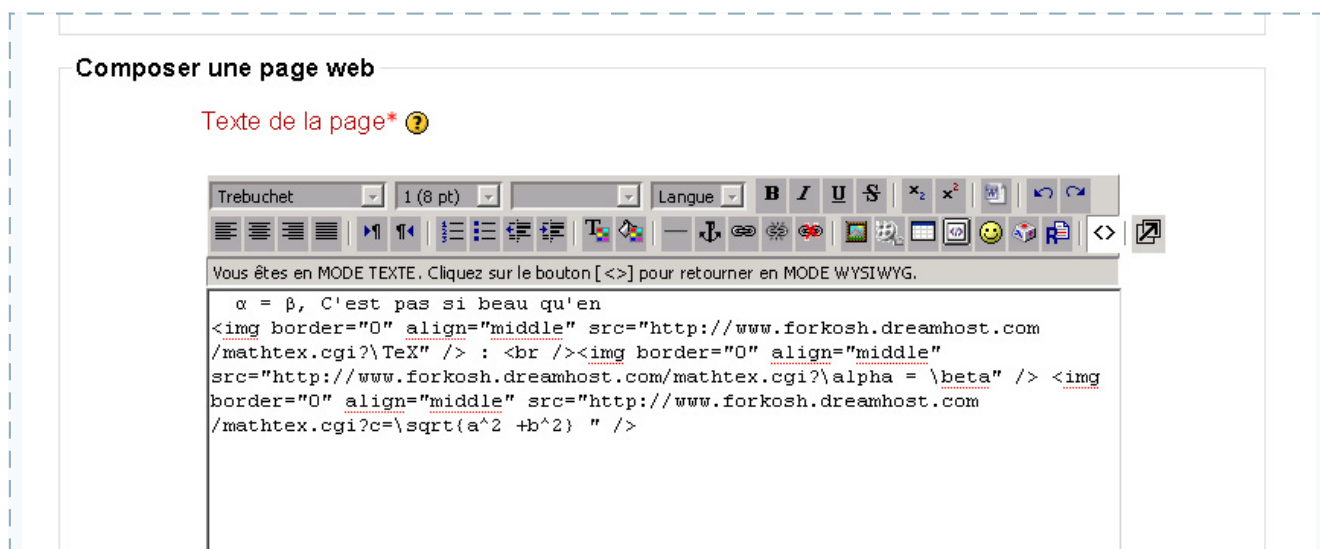 Composer une page web
Texte de la page*
Trebuchet 1 (8 pt) Langue B I U S x₂ x²
Vous êtes en MODE TEXTE. Cliquez sur le bouton [<>] pour retourner en MODE WYSIWYG.
α = β, C'est pas si beau qu'en
<img border="0" align="middle" src="http://www.forkosh.dreamhost.com
/mathtex.cgi?\TeX" /> : <br /><img border="0" align="middle"
src="http://www.forkosh.dreamhost.com/mathtex.cgi?\alpha = \beta" /> <img
border="0" align="middle" src="http://www.forkosh.dreamhost.com
/mathtex.cgi?c=\sqrt{a^2 +b^2} " />